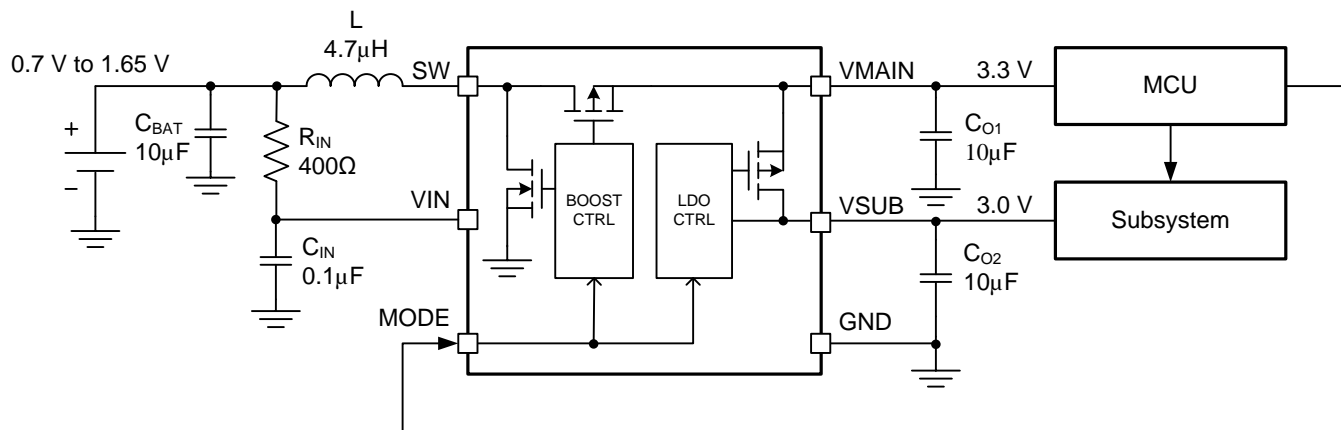 L
4.7µH
0.7 V to 1.65 V
SW
VMAIN
3.3 V
MCU
+
−
CBAT
10µF
RIN
400Ω
CO1
10µF
BOOST
CTRL
LDO
CTRL
VIN
VSUB
3.0 V
Subsystem
CIN
0.1µF
CO2
10µF
MODE
GND